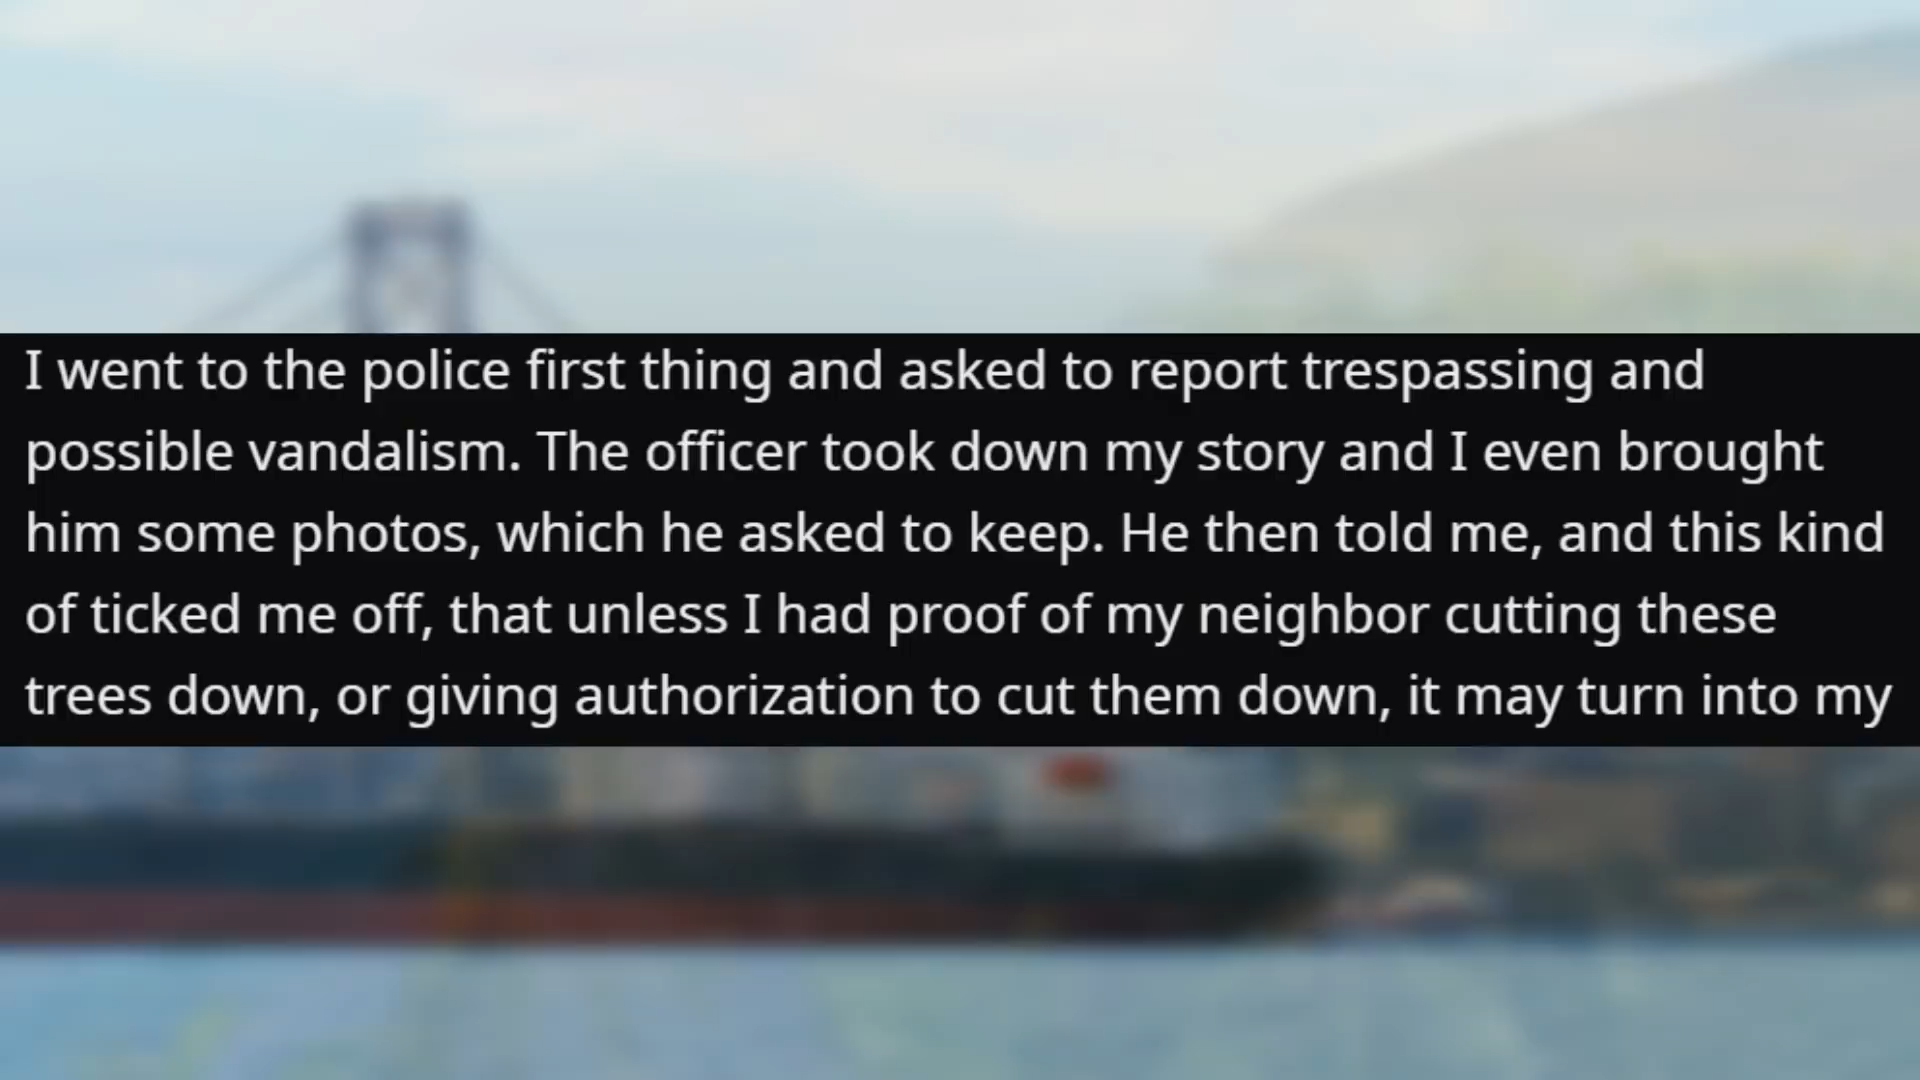 I went to the police first thing and asked to report trespassing and
possible vandalism. The officer took down my story and I even brought
him some photos, which he asked to keep. He then told me, and this kind
of ticked me off, that unless I had proof of my neighbor cutting these
trees down, or giving authorization to cut them down, it may turn into my